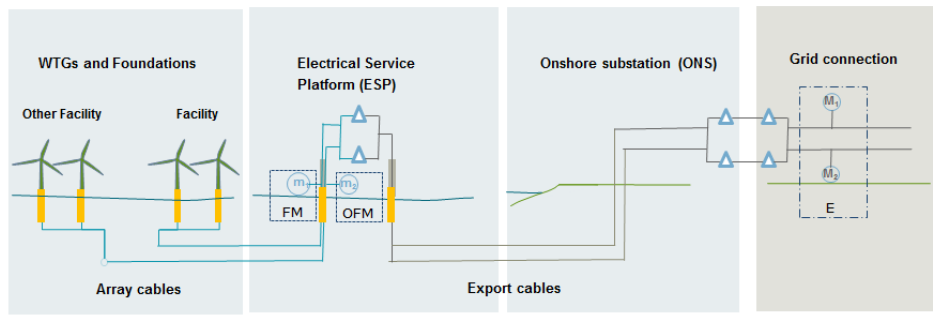 WTGs and Foundations
Electrical Service
Platform (ESP)
Onshore substation (ONS)
Grid connection
Other Facility
Facility
M₁
m
m₂
M₂
FM
OFM
E
Array cables
Export cables